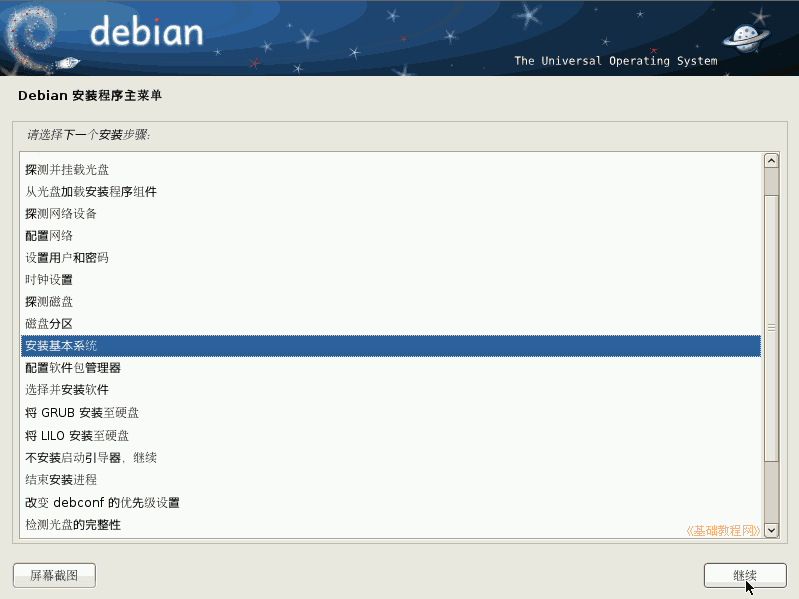 debian
The Universal Operating System
Debian 安装程序主菜单
请选择下一个安装步骤:
探测并挂载光盘
从光盘加载安装程序组件
探测网络设备
配置网络
设置用户和密码
时钟设置
探测磁盘
磁盘分区
安装基本系统
配置软件包管理器
选择并安装软件
将 GRUB 安装至硬盘
将 LILO 安装至硬盘
不安装启动引导器，继续
结束安装进程
改变 debconf 的优先级设置
检测光盘的完整性
《基础教程网》
屏幕截图
继续